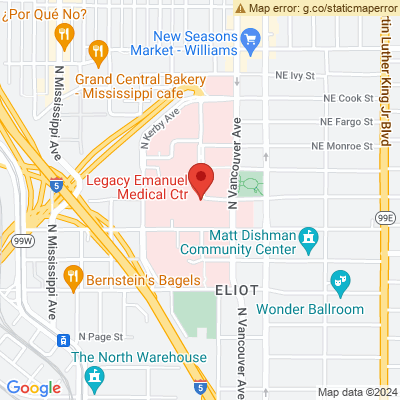 Map error: g.co/staticmaperror
¿Por Qué No?
New Seasons
Market - Williams
Grand Central Bakery
- Mississippi cafe
NE Ivy St
NE Cook St
N Kerby Ave
NE Fargo St
N Mississippi Ave
N Vancouver Ave
tin Luther King Jr Blvd
NE Monroe St
5
Legacy Emanuel
Medical Ctr
99E
99W
N Mississippi Ave
Matt Dishman
Community Center
Bernstein's Bagels
ELIOT
Wonder Ballroom
N Vancouver Ave
N Page St
The North Warehouse
5
Google
Map data ©2024